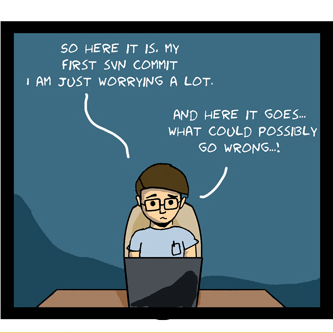 SO HERE IT IS, MY
FIRST SVN COMMIT
I AM JUST WORRYING A LOT.
AND HERE IT GOES...
WHAT COULD POSSIBLY
GO WRONG...!